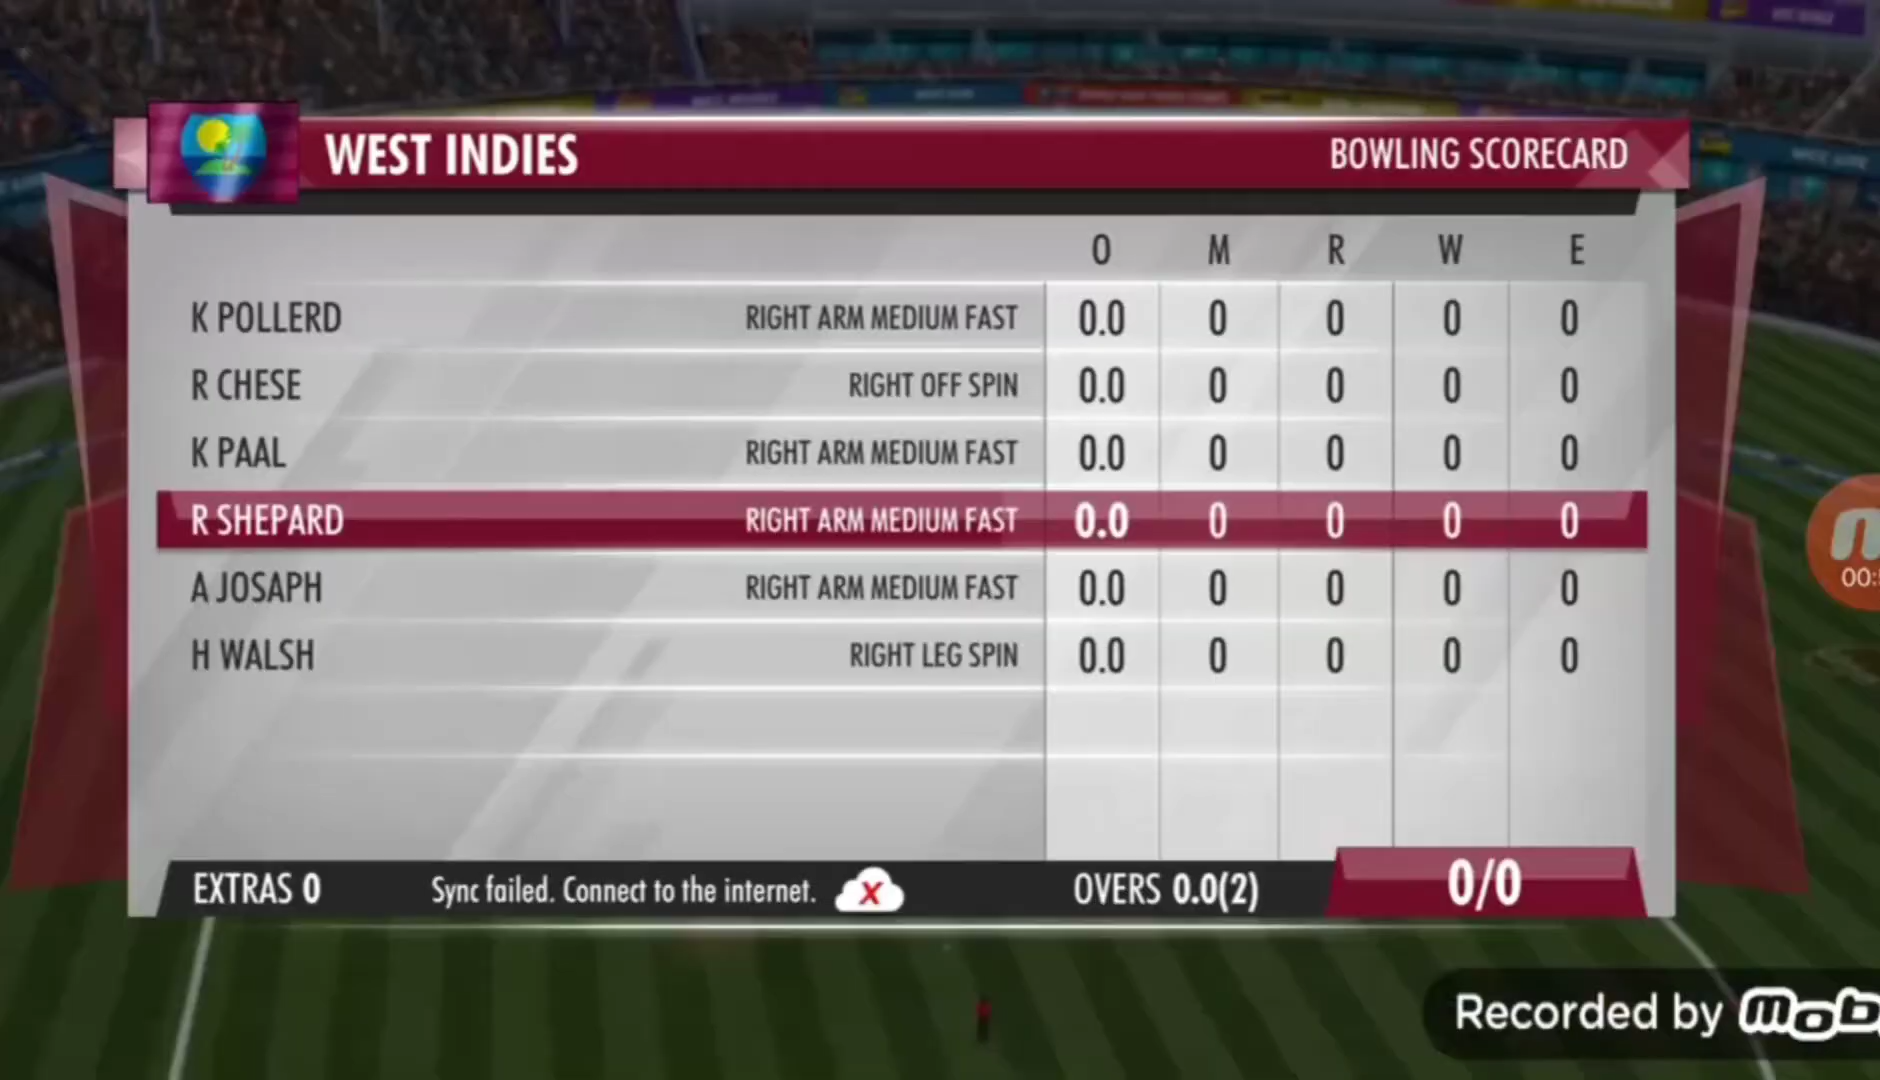 WEST INDIES BOWLING SCORECARD
O M R W E
K POLLERD RIGHT ARM MEDIUM FAST 0.0 0 0 0 0
R CHESE RIGHT OFF SPIN 0.0 0 0 0 0
K PAAL RIGHT ARM MEDIUM FAST 0.0 0 0 0 0
R SHEPARD RIGHT ARM MEDIUM FAST 0.0 0 0 0 0
A JOSAPH RIGHT ARM MEDIUM FAST 0.0 0 0 0 0
H WALSH RIGHT LEG SPIN 0.0 0 0 0 0
EXTRAS 0 Sync failed. Connect to the internet. X OVERS 0.0(2) 0/0
Recorded by